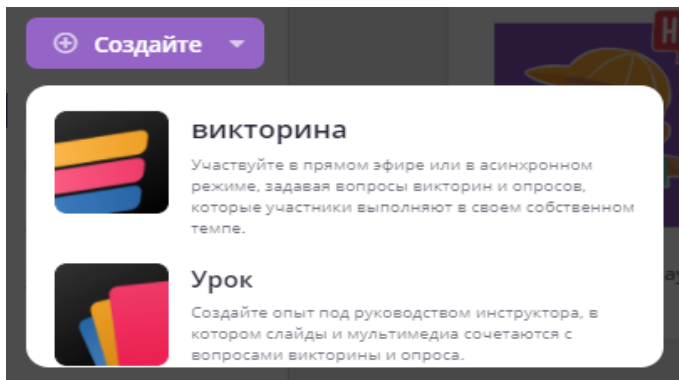 Создайте
викторина
Участвуйте в прямом эфире или в асинхронном
режиме, задавая вопросы викторин и опросов,
которые участники выполняют в своем собственном
темпе.
Урок
Создайте опыт под руководством инструктора, в
котором слайды и мультимедиа сочетаются с
вопросами викторины и опроса.